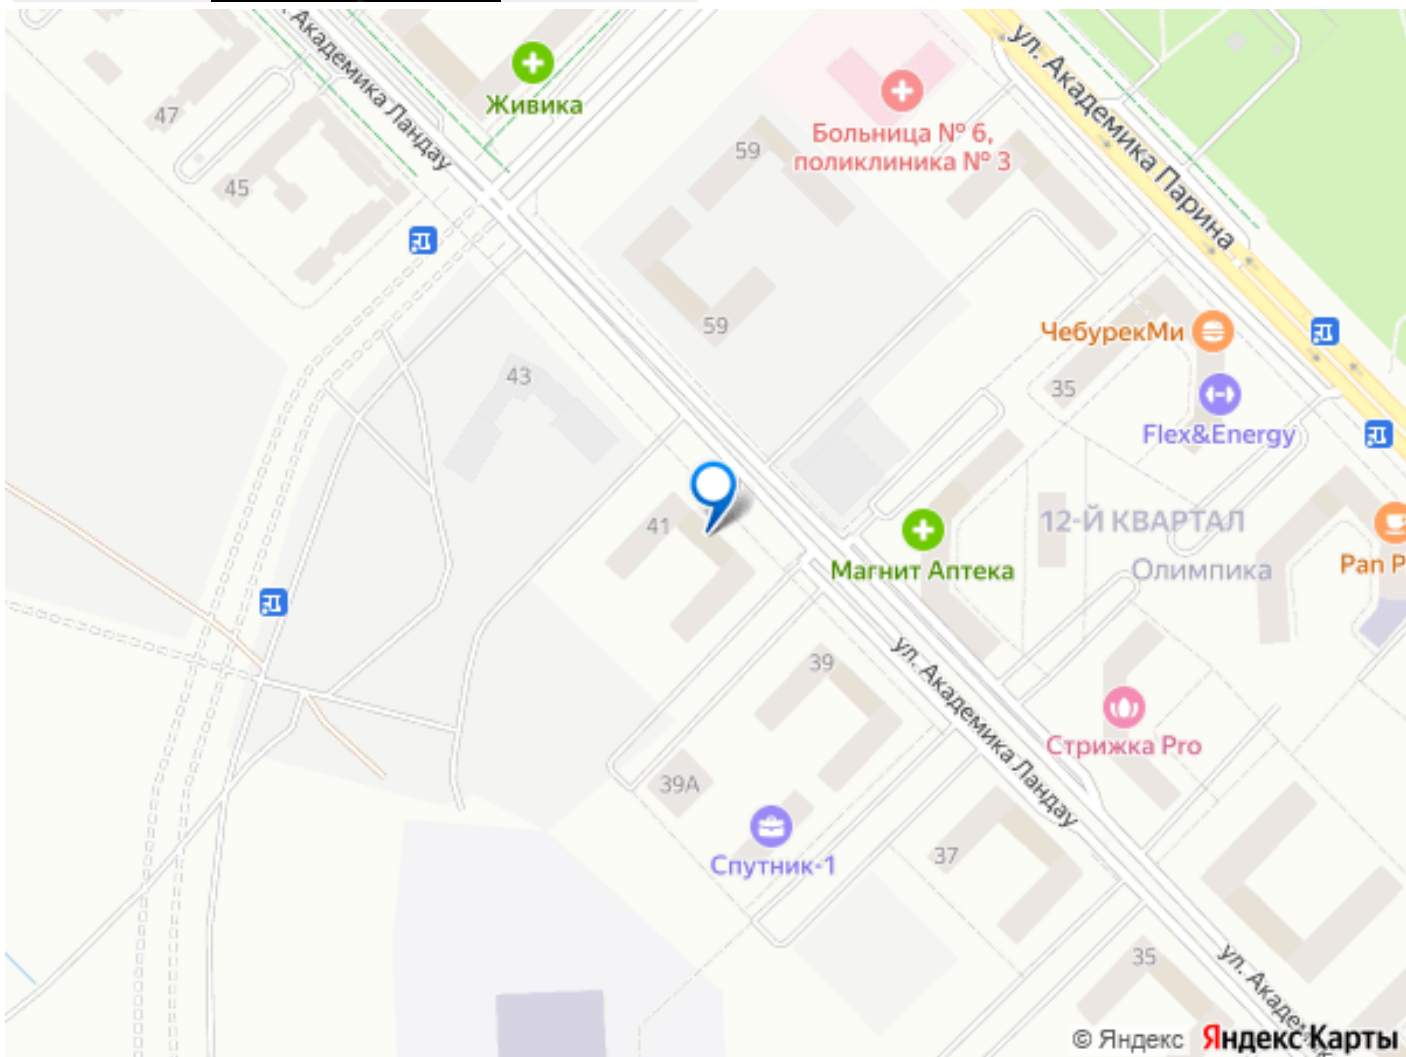 Академика Ландау
ул. Академика Парина
47
Живика
Больница № 6,
поликлиника № 3
59
45
59
ЧебурекМи
43
35
Flex&Energy
41
12-Й КВАРТАЛ
Олимпика
Магнит Аптека
Pan P
39
ул. Академика Ландау
Стрижка Pro
39А
Спутник-1
37
35
ул. Академик
© Яндекс Яндекс Карты